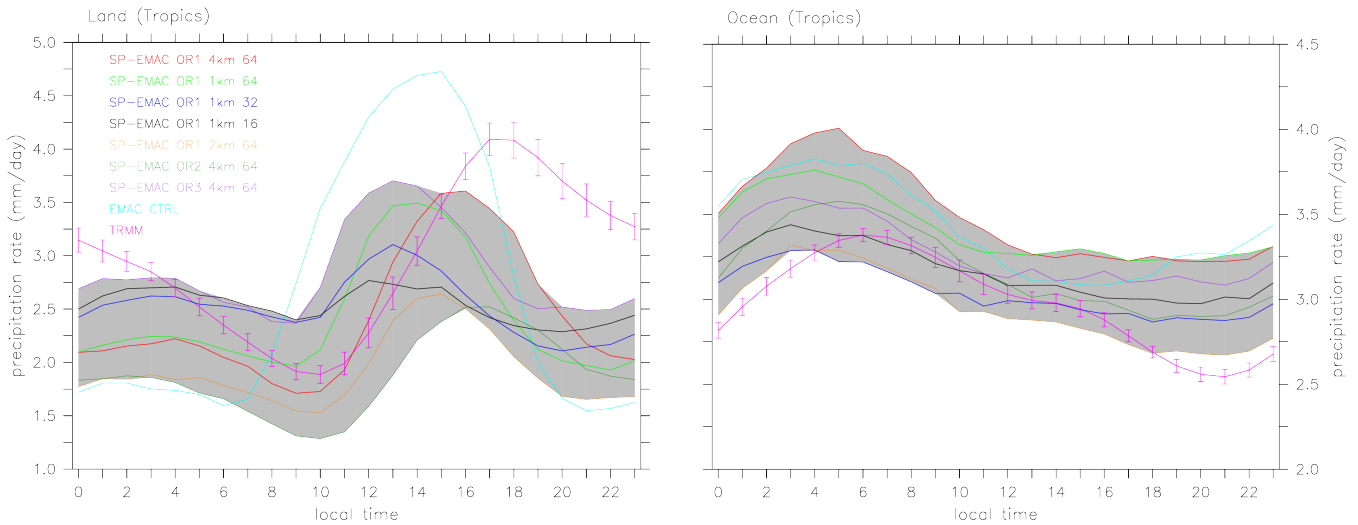 Land (Tropics)
precipitation rate (mm/day)
5.0
4.5
4.0
3.5
3.0
2.5
2.0
1.5
1.0
SP-EMAC OR1 4km 64
SP-EMAC OR1 1km 64
SP-EMAC OR1 1km 32
SP-EMAC OR1 1km 16
SP-EMAC OR1 2km 64
SP-EMAC OR2 4km 64
SP-EMAC OR3 4km 64
EMAC CTRL
TRMM
0 2 4 6 8 10 12 14 16 18 20 22
local time
Ocean (Tropics)
4.5
4.0
3.5
3.0
2.5
2.0
precipitation rate (mm/day)
0 2 4 6 8 10 12 14 16 18 20 22
local time